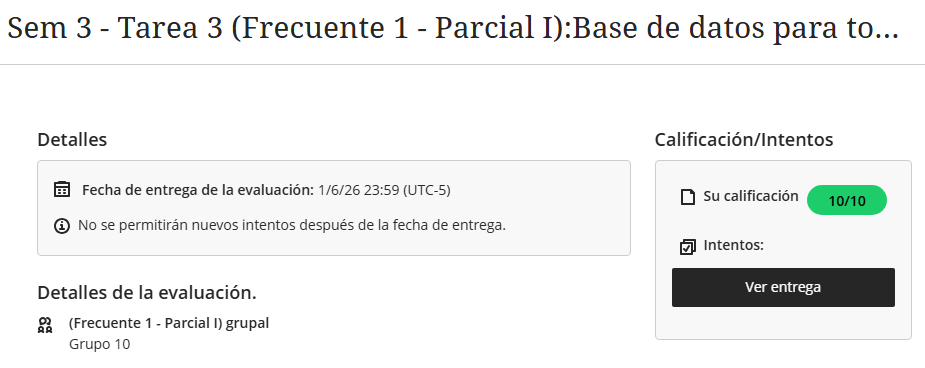 Sem 3 - Tarea 3 (Frecuente 1 - Parcial I):Base de datos para to...
Detalles
Fecha de entrega de la evaluación: 1/6/26 23:59 (UTC-5)
No se permitirán nuevos intentos después de la fecha de entrega.
Detalles de la evaluación.
(Frecuente 1 - Parcial I) grupal
Grupo 10
Calificación/Intentos
Su calificación 10/10
Intentos:
Ver entrega